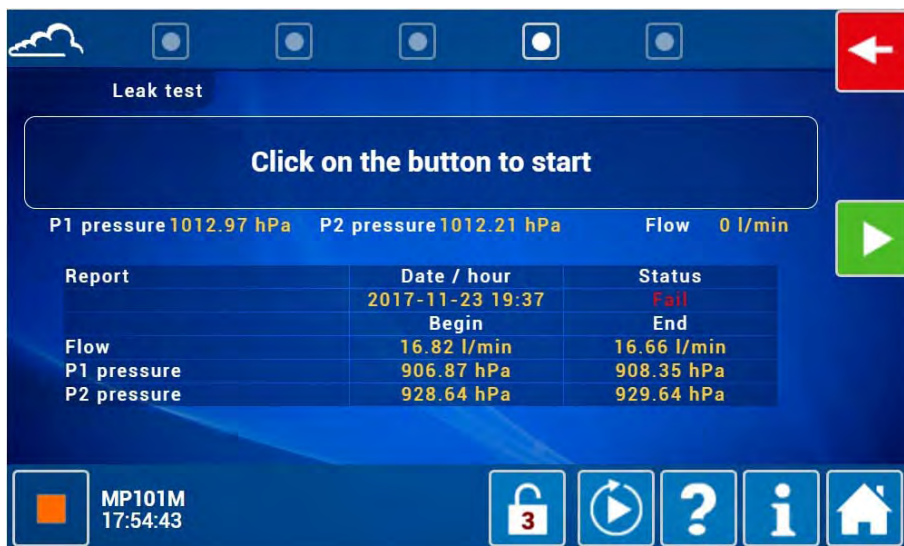 Leak test
Click on the button to start
P1 pressure 1012.97 hPa P2 pressure 1012.21 hPa Flow 0 l/min
Report Date / hour Status
2017-11-23 19:37 Fail
Begin End
Flow 16.82 l/min 16.66 l/min
P1 pressure 906.87 hPa 908.35 hPa
P2 pressure 928.64 hPa 929.64 hPa
MP101M
17:54:43
3
?
i